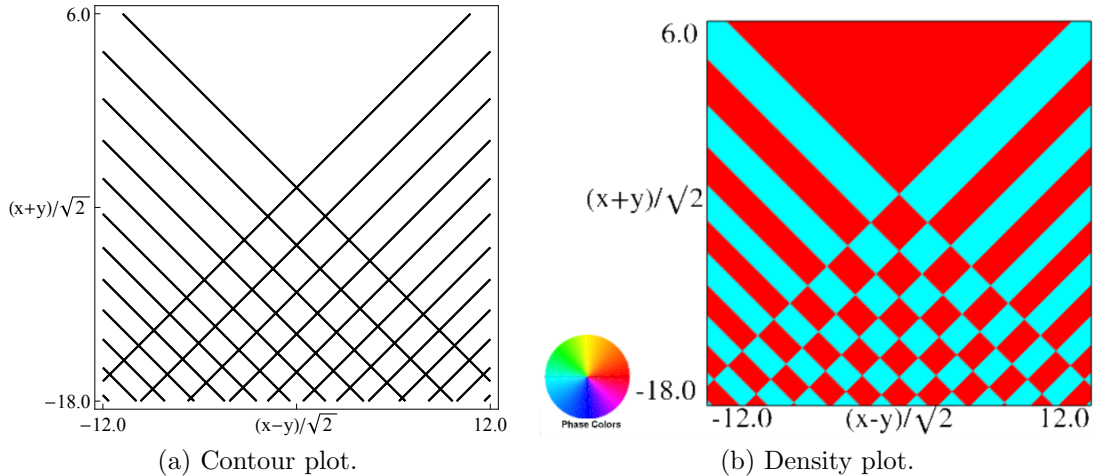 6.0
(x+y)/√2
−18.0
−12.0
(x−y)/√2
12.0
(a) Contour plot.
6.0
(x+y)/√2
-18.0
-12.0
(x-y)/√2
12.0
Phase Colors
(b) Density plot.